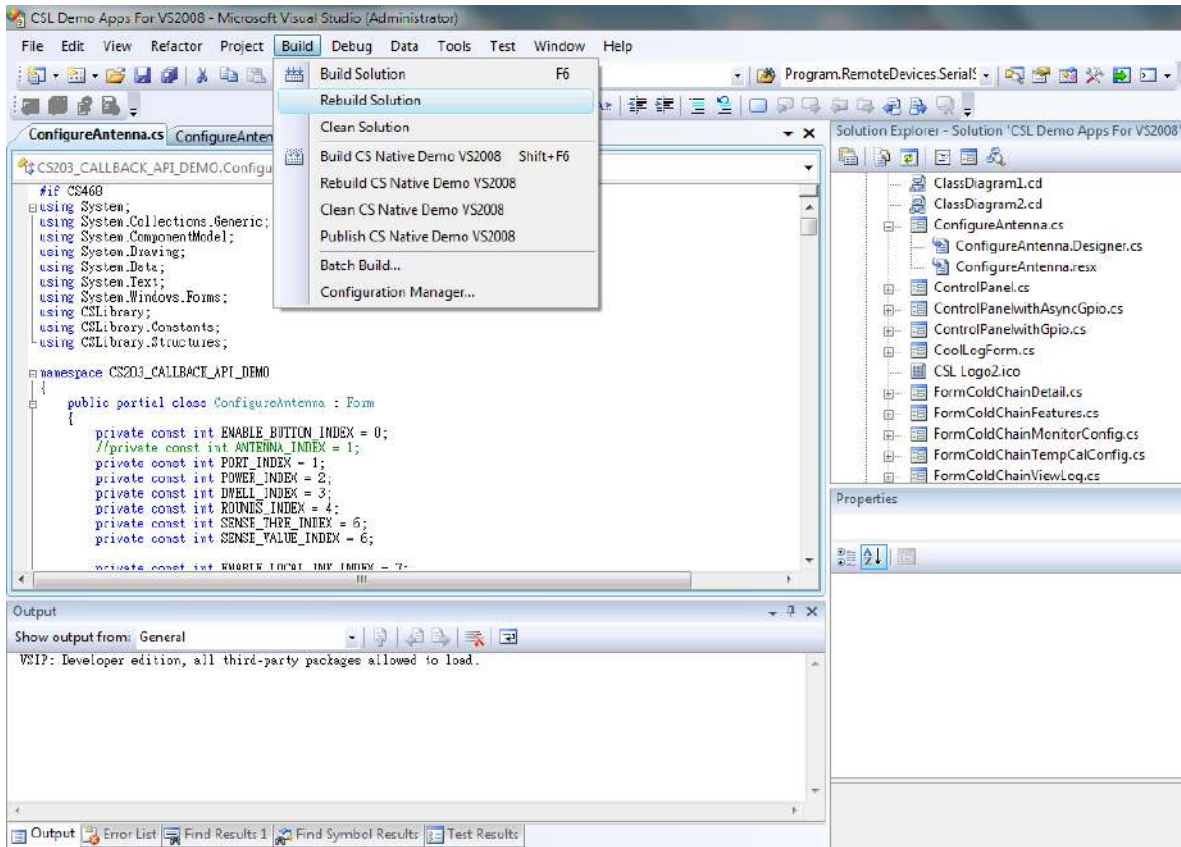 CSL Demo Apps For VS2008 - Microsoft Visual Studio (Administrator)
File Edit View Refactor Project Build Debug Data Tools Test Window Help
Program.RemoteDevices.SerialS
Build Solution F6
Rebuild Solution
Clean Solution
Build CS Native Demo VS2008 Shift+F6
Rebuild CS Native Demo VS2008
Clean CS Native Demo VS2008
Publish CS Native Demo VS2008
Batch Build...
Configuration Manager...
ConfigureAntenna.cs ConfigureAnten
CS203_CALLBACK_API_DEMO.Configu
#if CS468
using System;
using System.Collections.Generic;
using System.ComponentModel;
using System.Drawing;
using System.Data;
using System.Text;
using System.Windows.Forms;
using CSLibrary;
using CSLibrary.Constants;
using CSLibrary.Structures;
namespace CS203_CALLBACK_API_DEMO
{
public partial class ConfigureAntenna : Form
{
private const int ENABLE_BUTTON_INDEX = 0;
//private const int ANTENNA_INDEX = 1;
private const int PORT_INDEX = 1;
private const int POWER_INDEX = 2;
private const int DWELL_INDEX = 3;
private const int ROUNDS_INDEX = 4;
private const int SENSE_THRE_INDEX = 6;
private const int SENSE_VALUE_INDEX = 6;
private const int ENABLE_LOCAL_INV_INDEX = 7;
Solution Explorer - Solution 'CSL Demo Apps For VS2008'
ClassDiagram1.cd
ClassDiagram2.cd
ConfigureAntenna.cs
ConfigureAntenna.Designer.cs
ConfigureAntenna.resx
ControlPanel.cs
ControlPanelwithAsyncGpio.cs
ControlPanelwithGpio.cs
CoolLogForm.cs
CSL Logo2.ico
FormColdChainDetail.cs
FormColdChainFeatures.cs
FormColdChainMonitorConfig.cs
FormColdChainTempCalConfig.cs
FormColdChainViewLog.cs
Properties
Output
Show output from: General
VSIP: Developer edition, all third-party packages allowed to load.
Output Error List Find Results 1 Find Symbol Results Test Results